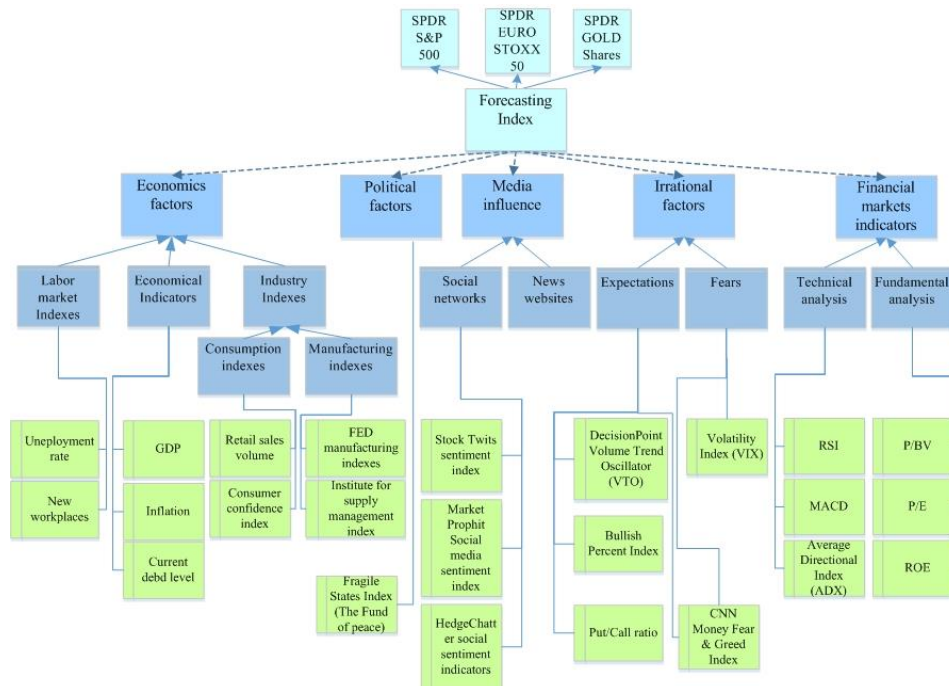 SPDR
S&P
500
SPDR
EURO
STOXX
50
SPDR
GOLD
Shares
Forecasting
Index
Economics
factors
Political
factors
Media
influence
Irrational
factors
Financial
markets
indicators
Labor
market
Indexes
Economical
Indicators
Industry
Indexes
Social
networks
News
websites
Expectations
Fears
Technical
analysis
Fundamental
analysis
Consumption
indexes
Manufacturing
indexes
Uneployment
rate
GDP
Retail sales
volume
FED
manufacturing
indexes
Stock Twits
sentiment
index
DecisionPoint
Volume Trend
Oscillator
(VTO)
Volatility
Index (VIX)
RSI
P/BV
New
workplaces
Inflation
Consumer
confidence
index
Institute for
supply
management
index
Market
Prophit
Social
media
sentiment
index
Bullish
Percent Index
MACD
P/E
Current
debd level
Average
Directional
Index
(ADX)
ROE
Fragile
States Index
(The Fund
of peace)
HedgeChatt
er social
sentiment
indicators
Put/Call ratio
CNN
Money Fear
& Greed
Index